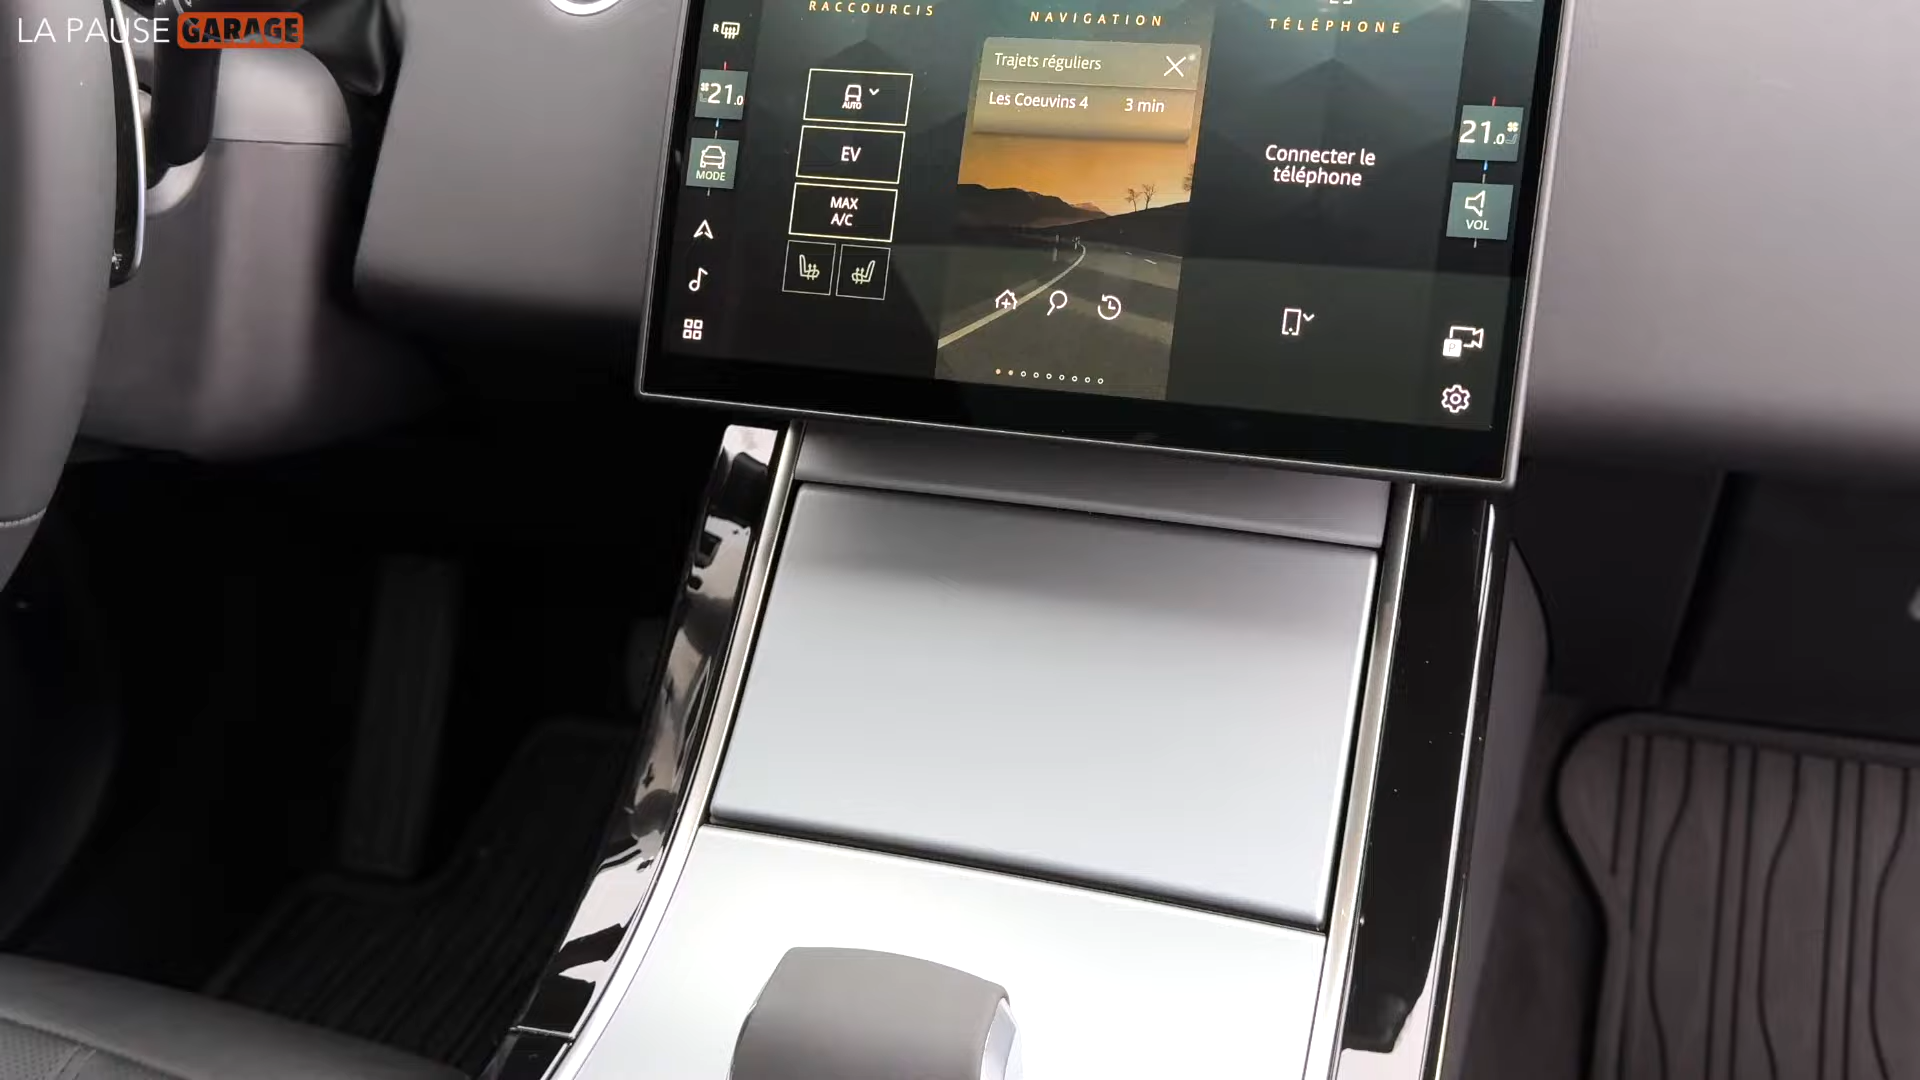 LA PAUSE GARAGE
RACCOURCIS
NAVIGATION
TÉLÉPHONE
R
21.0
MODE
AUTO
EV
MAX
A/C
Trajets réguliers
Les Coeuvins 4 3 min
Connecter le
téléphone
21.0
VOL
P